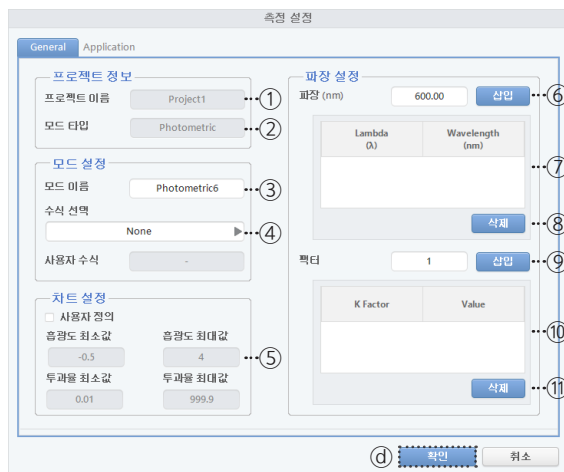 측정 설정
General Application
프로젝트 정보
프로젝트 이름 Project1 ①
모드 타입 Photometric ②
모드 설정
모드 이름 Photometric6 ③
수식 선택
None ④
사용자 수식 -
차트 설정
사용자 정의
흡광도 최소값 흡광도 최대값
-0.5 4 ⑤
투과율 최소값 투과율 최대값
0.01 999.9
파장 설정
파장 (nm) 600.00 삽입 ⑥
Lambda Wavelength
(λ) (nm)
⑦
삭제 ⑧
팩터 1 삽입 ⑨
K Factor Value
⑩
삭제 ⑪
ⓓ 확인 취소